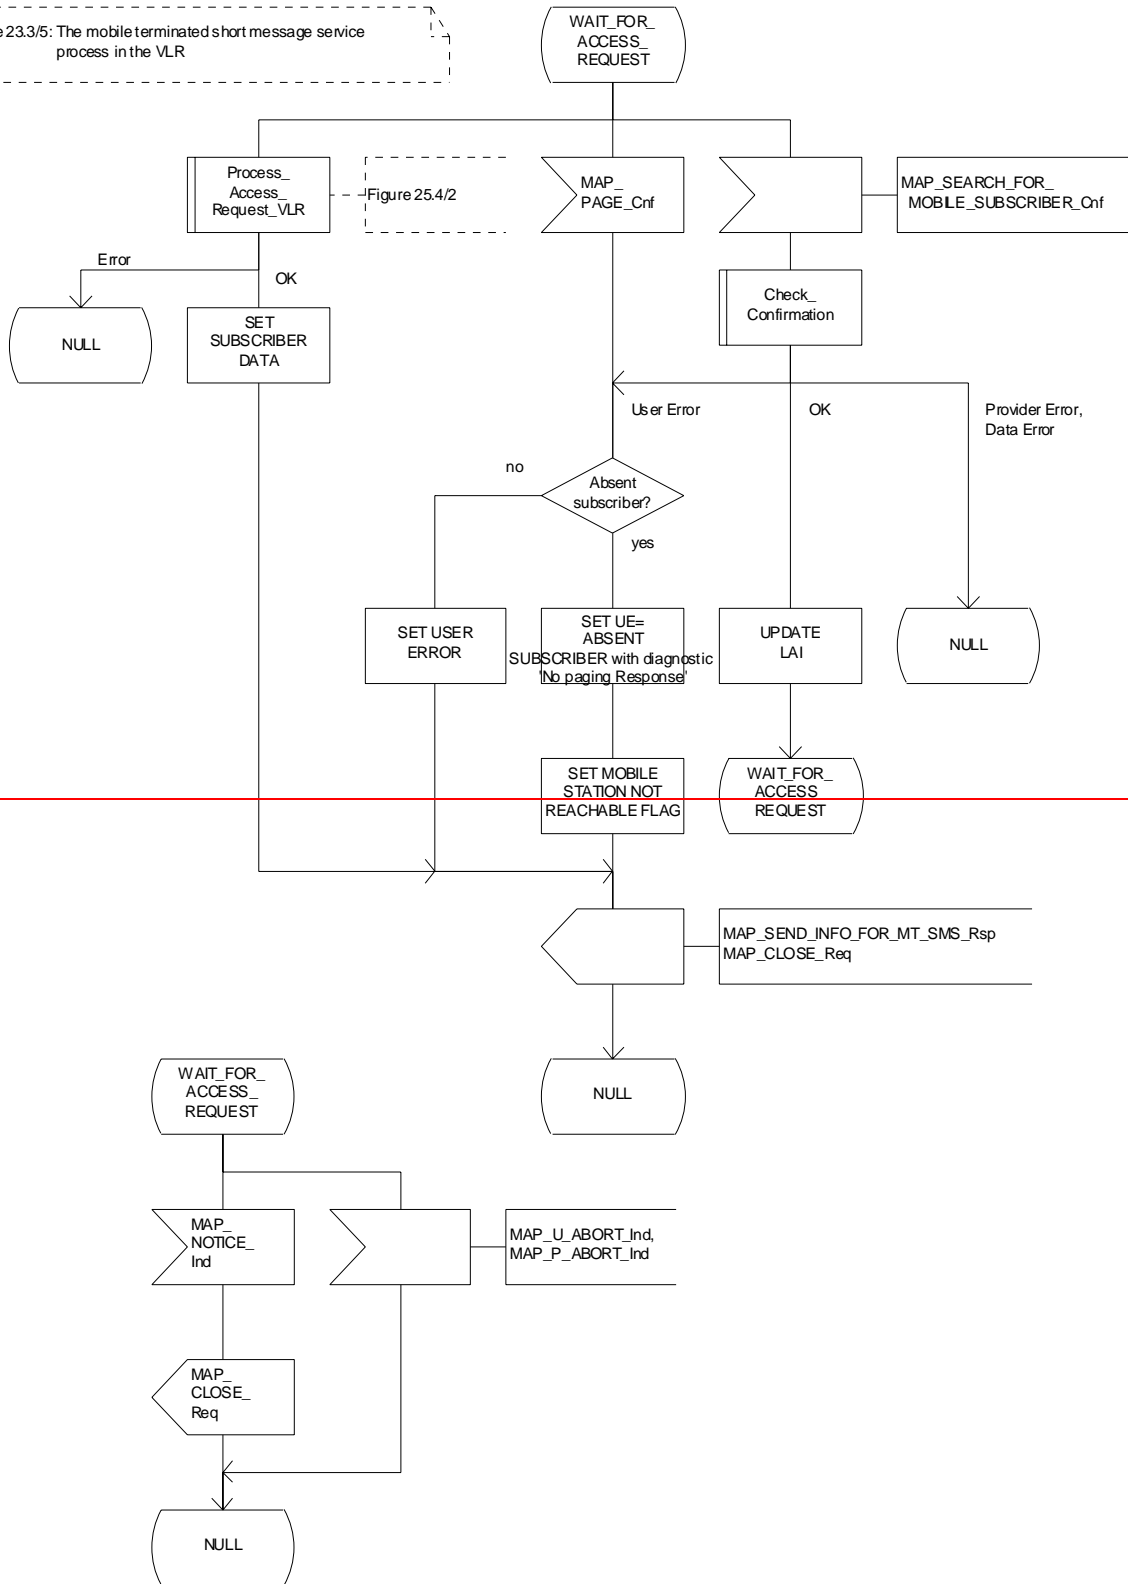 e 23.3/5: The mobile terminated short message service
process in the VLR
WAIT_FOR_
ACCESS_
REQUEST
Process_
Access_
Request_VLR
Figure 25.4/2
MAP_
PAGE_Cnf
MAP_SEARCH_FOR_
MOBILE_SUBSCRIBER_Cnf
Error
OK
Check_
Confirmation
NULL
SET
SUBSCRIBER
DATA
User Error
OK
Provider Error,
Data Error
no
Absent
subscriber?
yes
SET USER
ERROR
SET UE=
ABSENT
SUBSCRIBER with diagnostic
'No paging Response'
UPDATE
LAI
NULL
SET MOBILE
STATION NOT
REACHABLE FLAG
WAIT_FOR_
ACCESS_
REQUEST
MAP_SEND_INFO_FOR_MT_SMS_Rsp
MAP_CLOSE_Req
NULL
WAIT_FOR_
ACCESS_
REQUEST
MAP_
NOTICE_
Ind
MAP_U_ABORT_Ind,
MAP_P_ABORT_Ind
MAP_
CLOSE_
Req
NULL